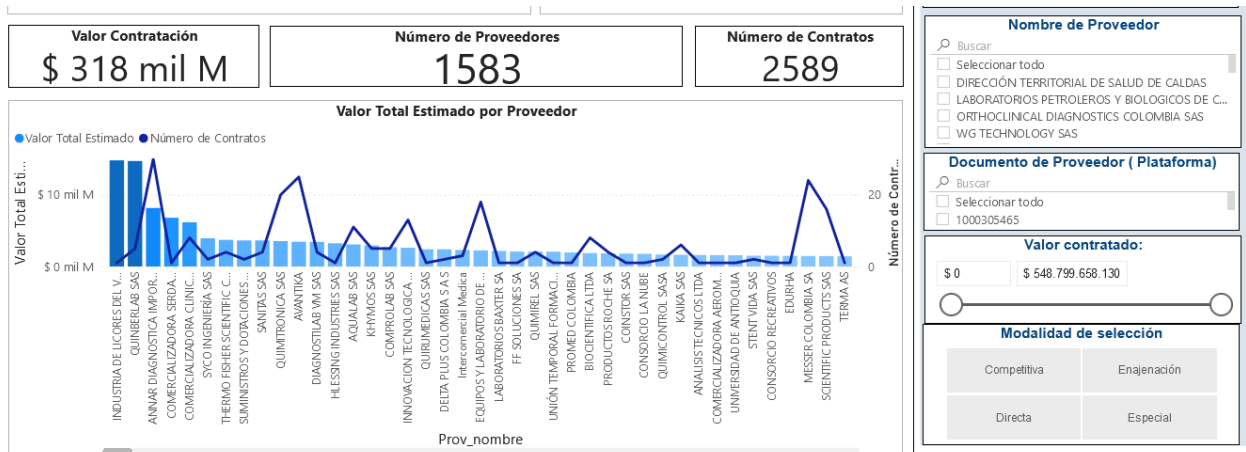 Valor Contratación
$ 318 mil M
Número de Proveedores
1583
Número de Contratos
2589
Valor Total Estimado por Proveedor
Valor Total Estimado
Número de Contratos
Valor Total Esti...
$ 10 mil M
$ 0 mil M
20
0
Número de Contr...
INDUSTRIA DE LICORES DEL V...
QUINBERLAB SAS
ANNAR DIAGNOSTICA IMPOR...
COMERCIALIZADORA SERDA...
COMERCIALIZADORA CLINIC...
SYCO INGENIERÍA SAS
THERMO FISHER SCIENTIFIC C...
SUMINISTROS Y DOTACIONES...
SANITAS SAS
QUIMITRONICA SAS
AVANTIKA
DIAGNOSTILAB VM SAS
HLESSING INDUSTRIES SAS
AQUALAB SAS
KHYMOS SAS
COMPROLAB SAS
INNOVACION TECNOLOGICA...
QUIRUMEDICAS SAS
DELTA PLUS COLOMBIA S A S
Intercommercial Medica
EQUIPOS Y LABORATORIO DE ...
LABORATORIOS BAXTER SA
FF SOLUCIONES SA
QUIMIREL SAS
UNIÓN TEMPORAL FORMACI...
PROMED COLOMBIA
BIOCIENTIFICA LTDA
PRODUCTOS ROCHE SA
COINSTOR SAS
CONSORCIO LA NUBE
QUIMICONTROL SASA
KAIKA SAS
ANALISIS TECNICOS LTDA
COMERCIALIZADORA AEROM...
UNIVERSIDAD DE ANTIOQUIA
STENT VIDA SAS
CONSORCIO RECREATIVOS
EDURHA
MESSER COLOMBIA SA
SCIENTIFIC PRODUCTS SAS
TERMA AS
Prov_nombre
Nombre de Proveedor
Buscar
Seleccionar todo
DIRECCIÓN TERRITORIAL DE SALUD DE CALDAS
LABORATORIOS PETROLEROS Y BIOLOGICOS DE C...
ORTHOCLINICAL DIAGNOSTICS COLOMBIA SAS
WG TECHNOLOGY SAS
Documento de Proveedor ( Plataforma)
Buscar
Seleccionar todo
1000305465
Valor contratado:
$ 0
$ 548.799.658.130
Modalidad de selección
Competitiva
Enajenación
Directa
Especial